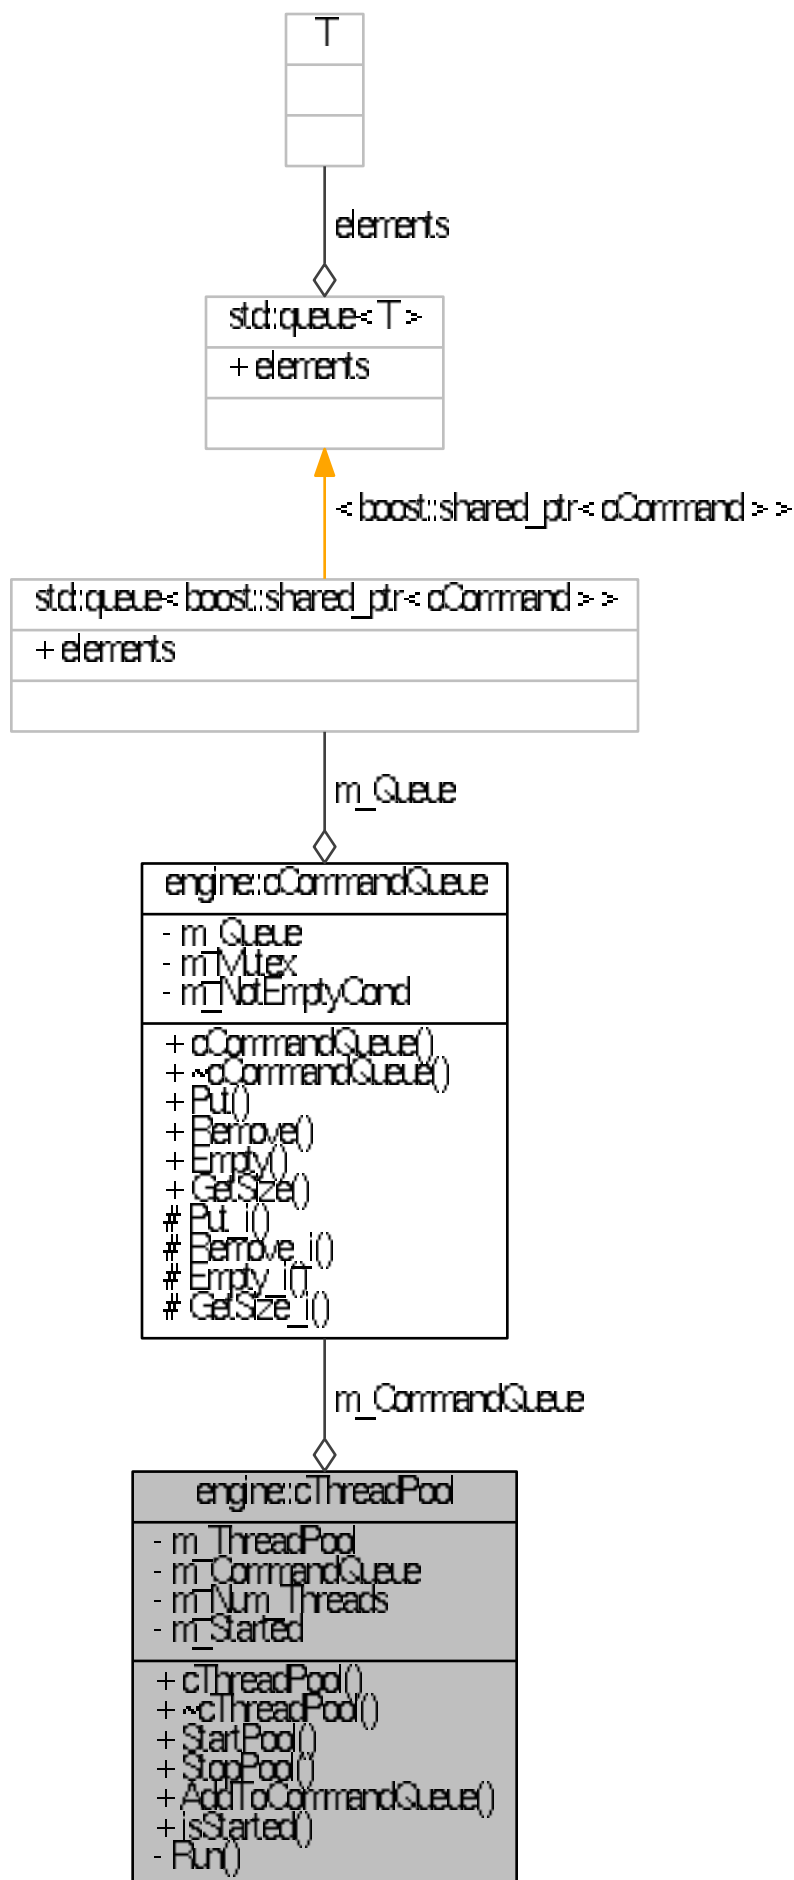 T
elements
std::queue< T >
+ elements
< boost::shared_ptr< cCommand > >
std::queue< boost::shared_ptr< cCommand > >
+ elements
m_Queue
engine::cCommandQueue
- m_Queue
- m_Mutex
- m_NotEmptyCond
+ cCommandQueue()
+ ~cCommandQueue()
+ Put()
+ Remove()
+ Empty()
+ GetSize()
# Put_i()
# Remove_i()
# Empty_i()
# GetSize_i()
m_CommandQueue
engine::cThreadPool
- m_ThreadPool
- m_CommandQueue
- m_Num_Threads
- m_Started
+ cThreadPool()
+ ~cThreadPool()
+ StartPool()
+ StopPool()
+ AddToCommandQueue()
+ isStarted()
- Run()